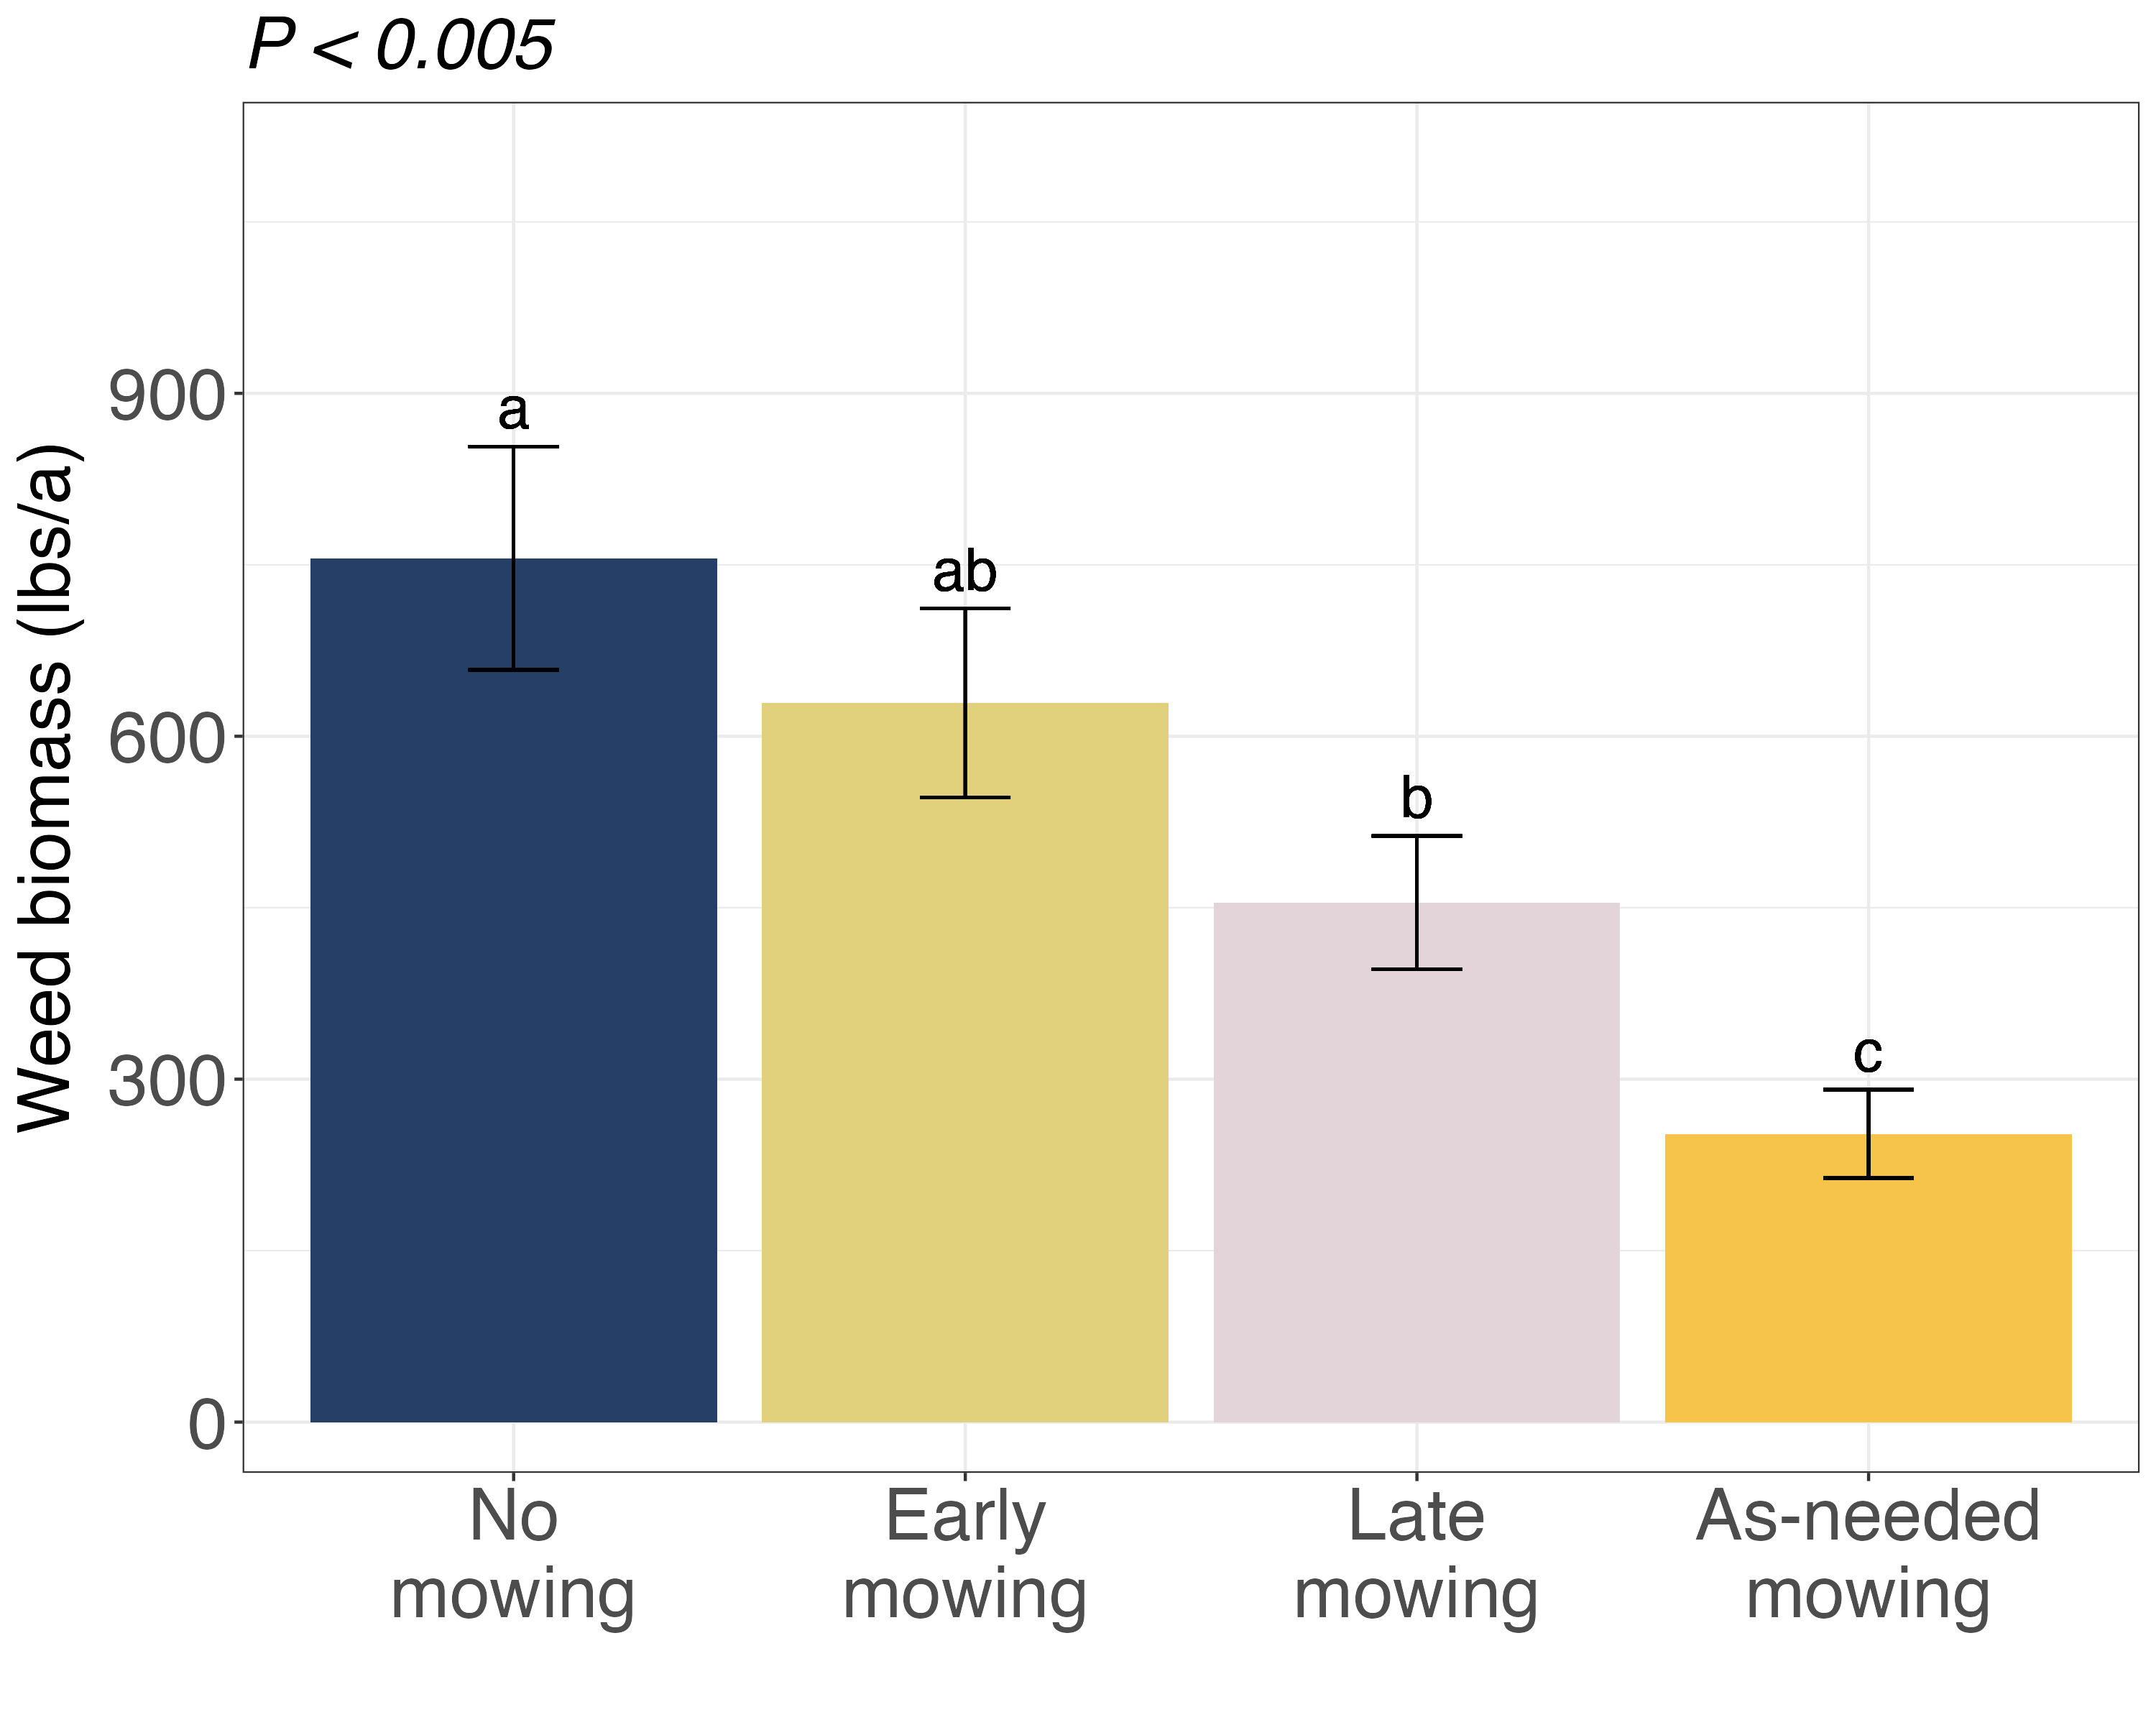 P < 0.005
Weed biomass (lbs/a)
900
600
300
0
a
ab
b
c
No
mowing
Early
mowing
Late
mowing
As-needed
mowing